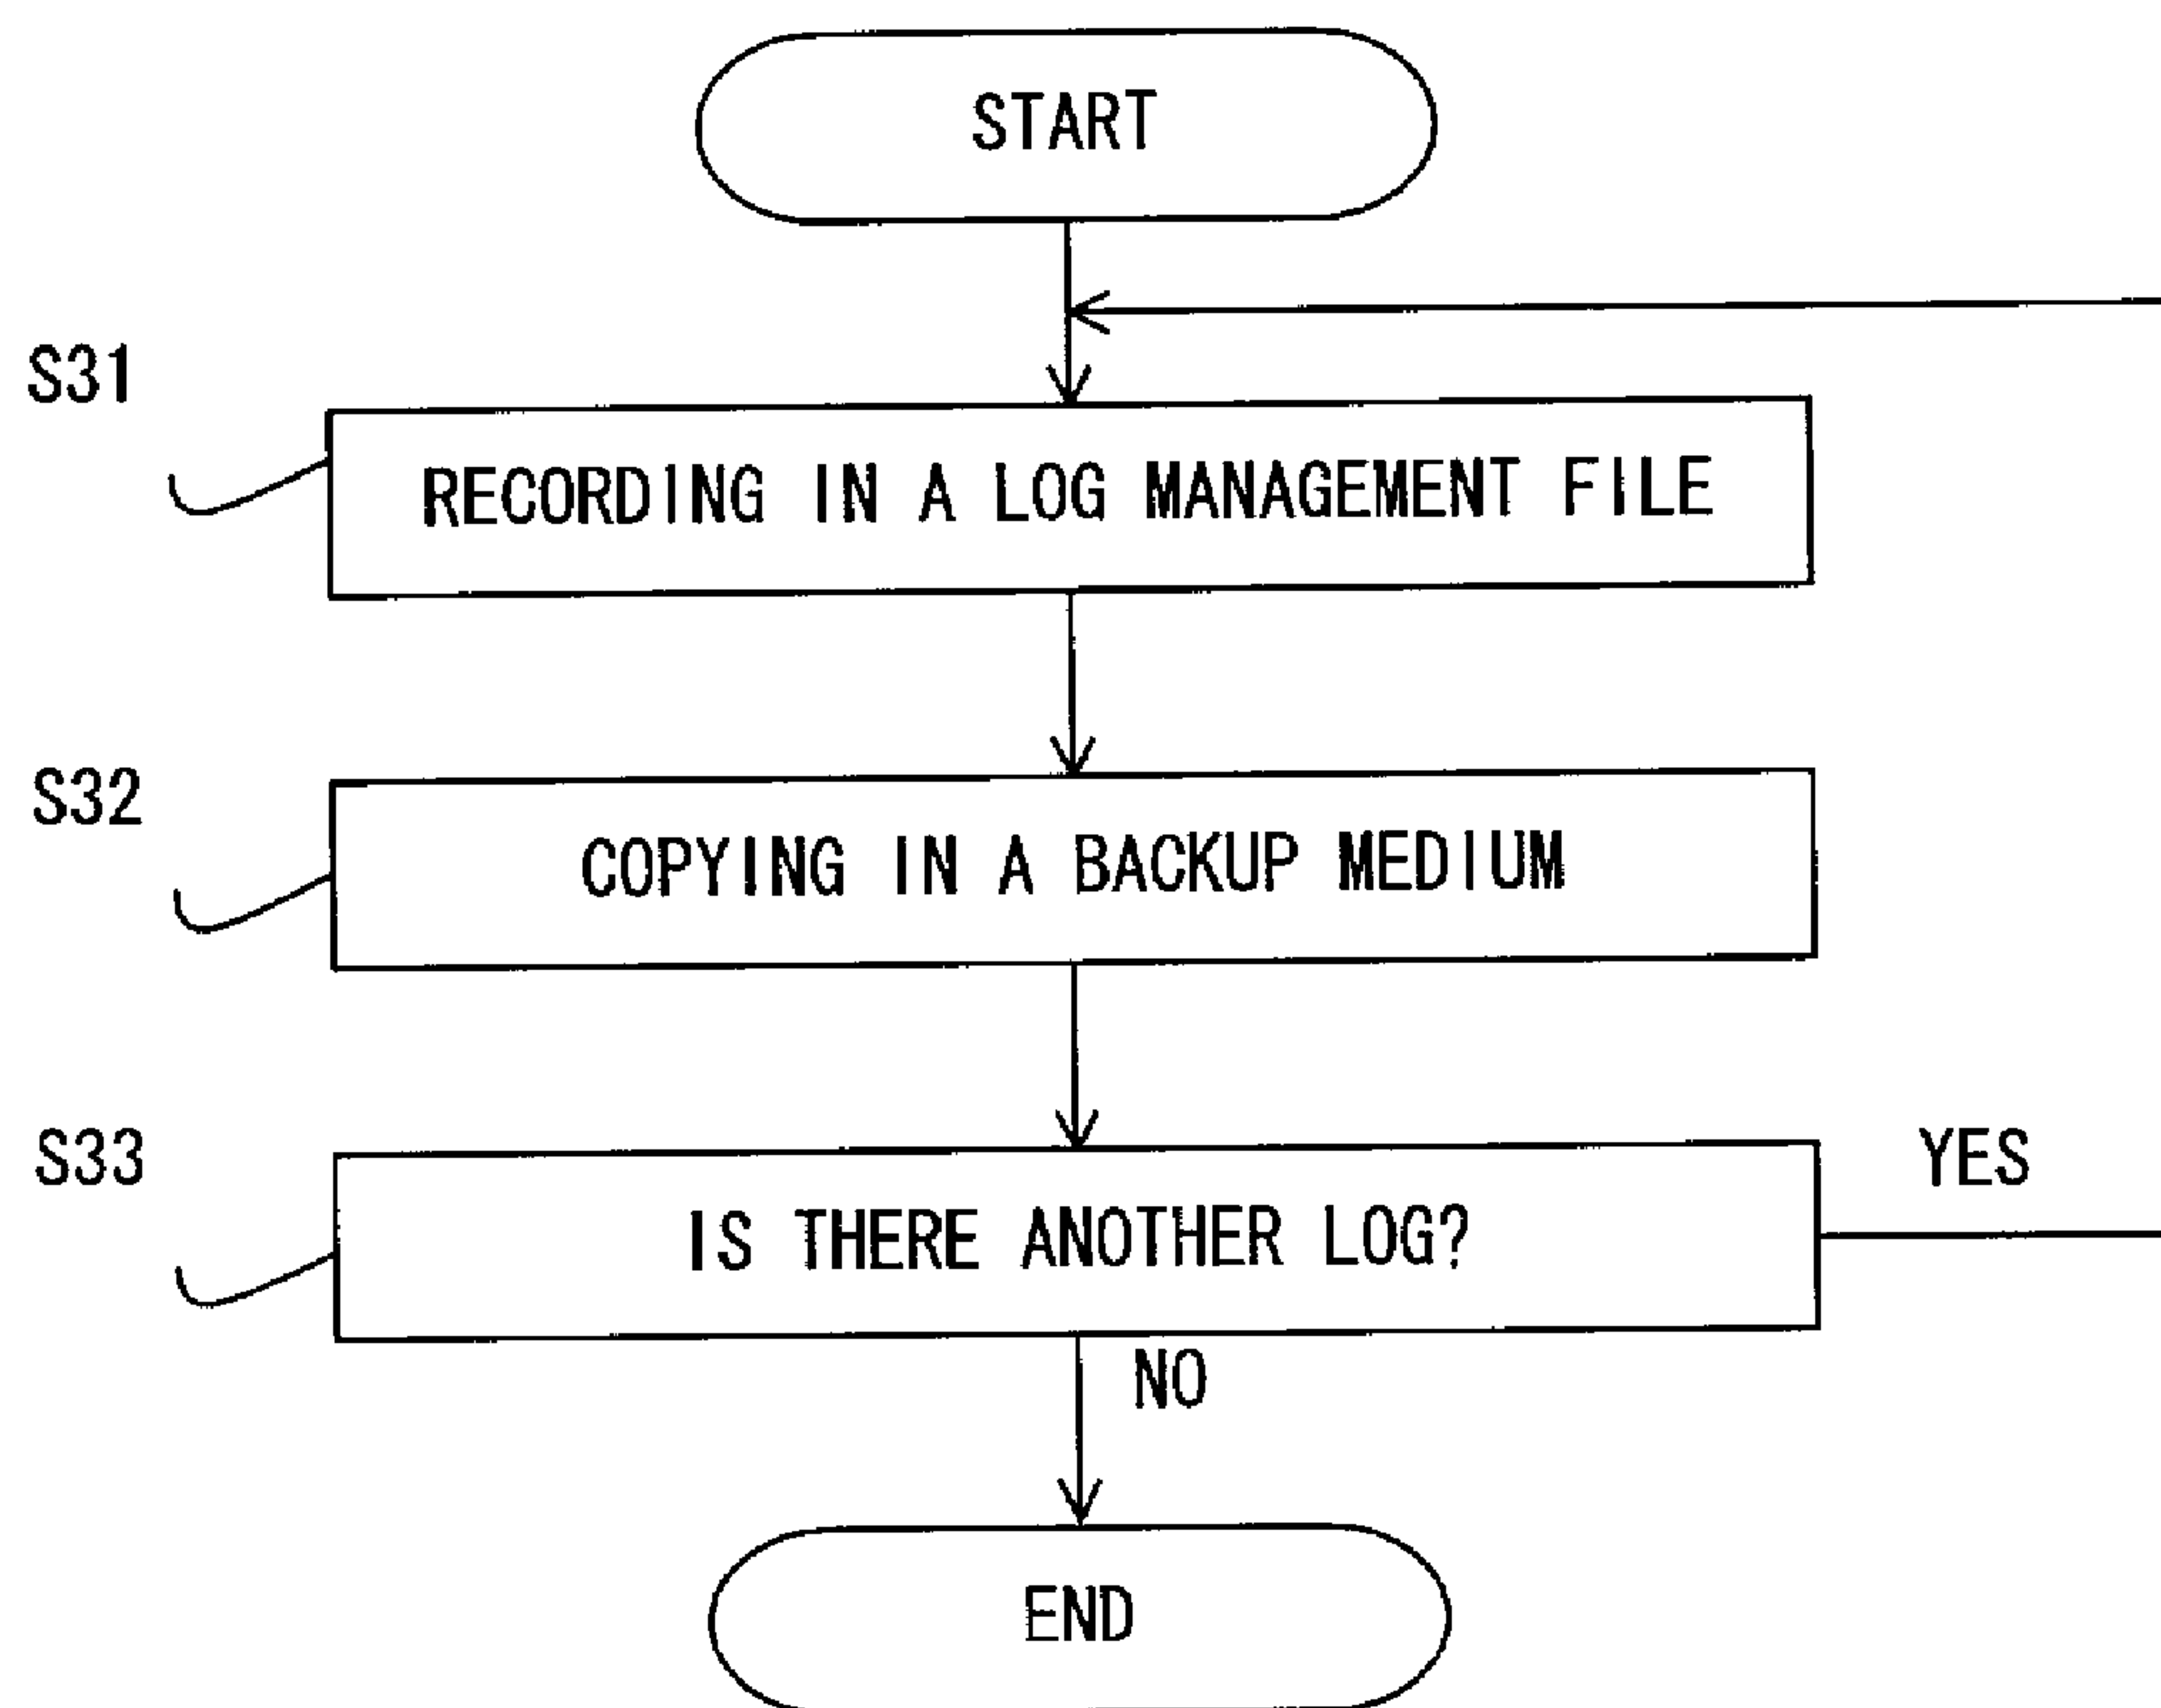 START
S31
RECORDING IN A LOG MANAGEMENT FILE
S32
COPYING IN A BACKUP MEDIUM
S33
IS THERE ANOTHER LOG?
YES
NO
END